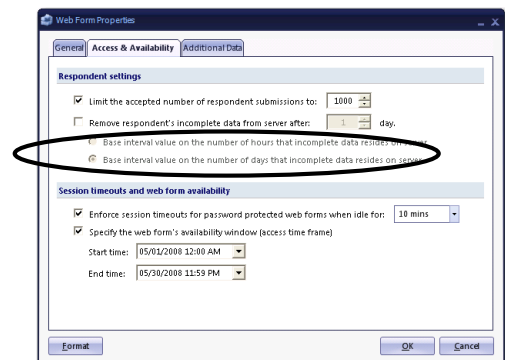 Web Form Properties
General Access & Availability Additional Data
Respondent settings
Limit the accepted number of respondent submissions to: 1000
Remove respondent's incomplete data from server after: 1 day.
Base interval value on the number of hours that incomplete data resides on server
Base interval value on the number of days that incomplete data resides on server
Session timeouts and web form availability
Enforce session timeouts for password protected web forms when idle for: 10 mins
Specify the web form's availability window (access time frame)
Start time: 05/01/2008 12:00 AM
End time: 05/30/2008 11:59 PM
Format OK Cancel